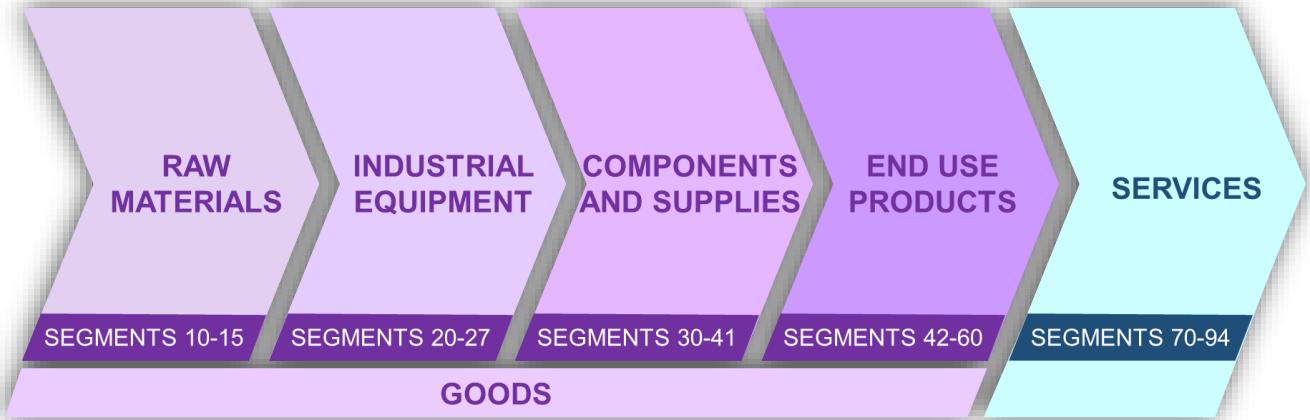 RAW
MATERIALS
INDUSTRIAL
EQUIPMENT
COMPONENTS
AND SUPPLIES
END USE
PRODUCTS
SERVICES
SEGMENTS 10-15
SEGMENTS 20-27
SEGMENTS 30-41
SEGMENTS 42-60
SEGMENTS 70-94
GOODS